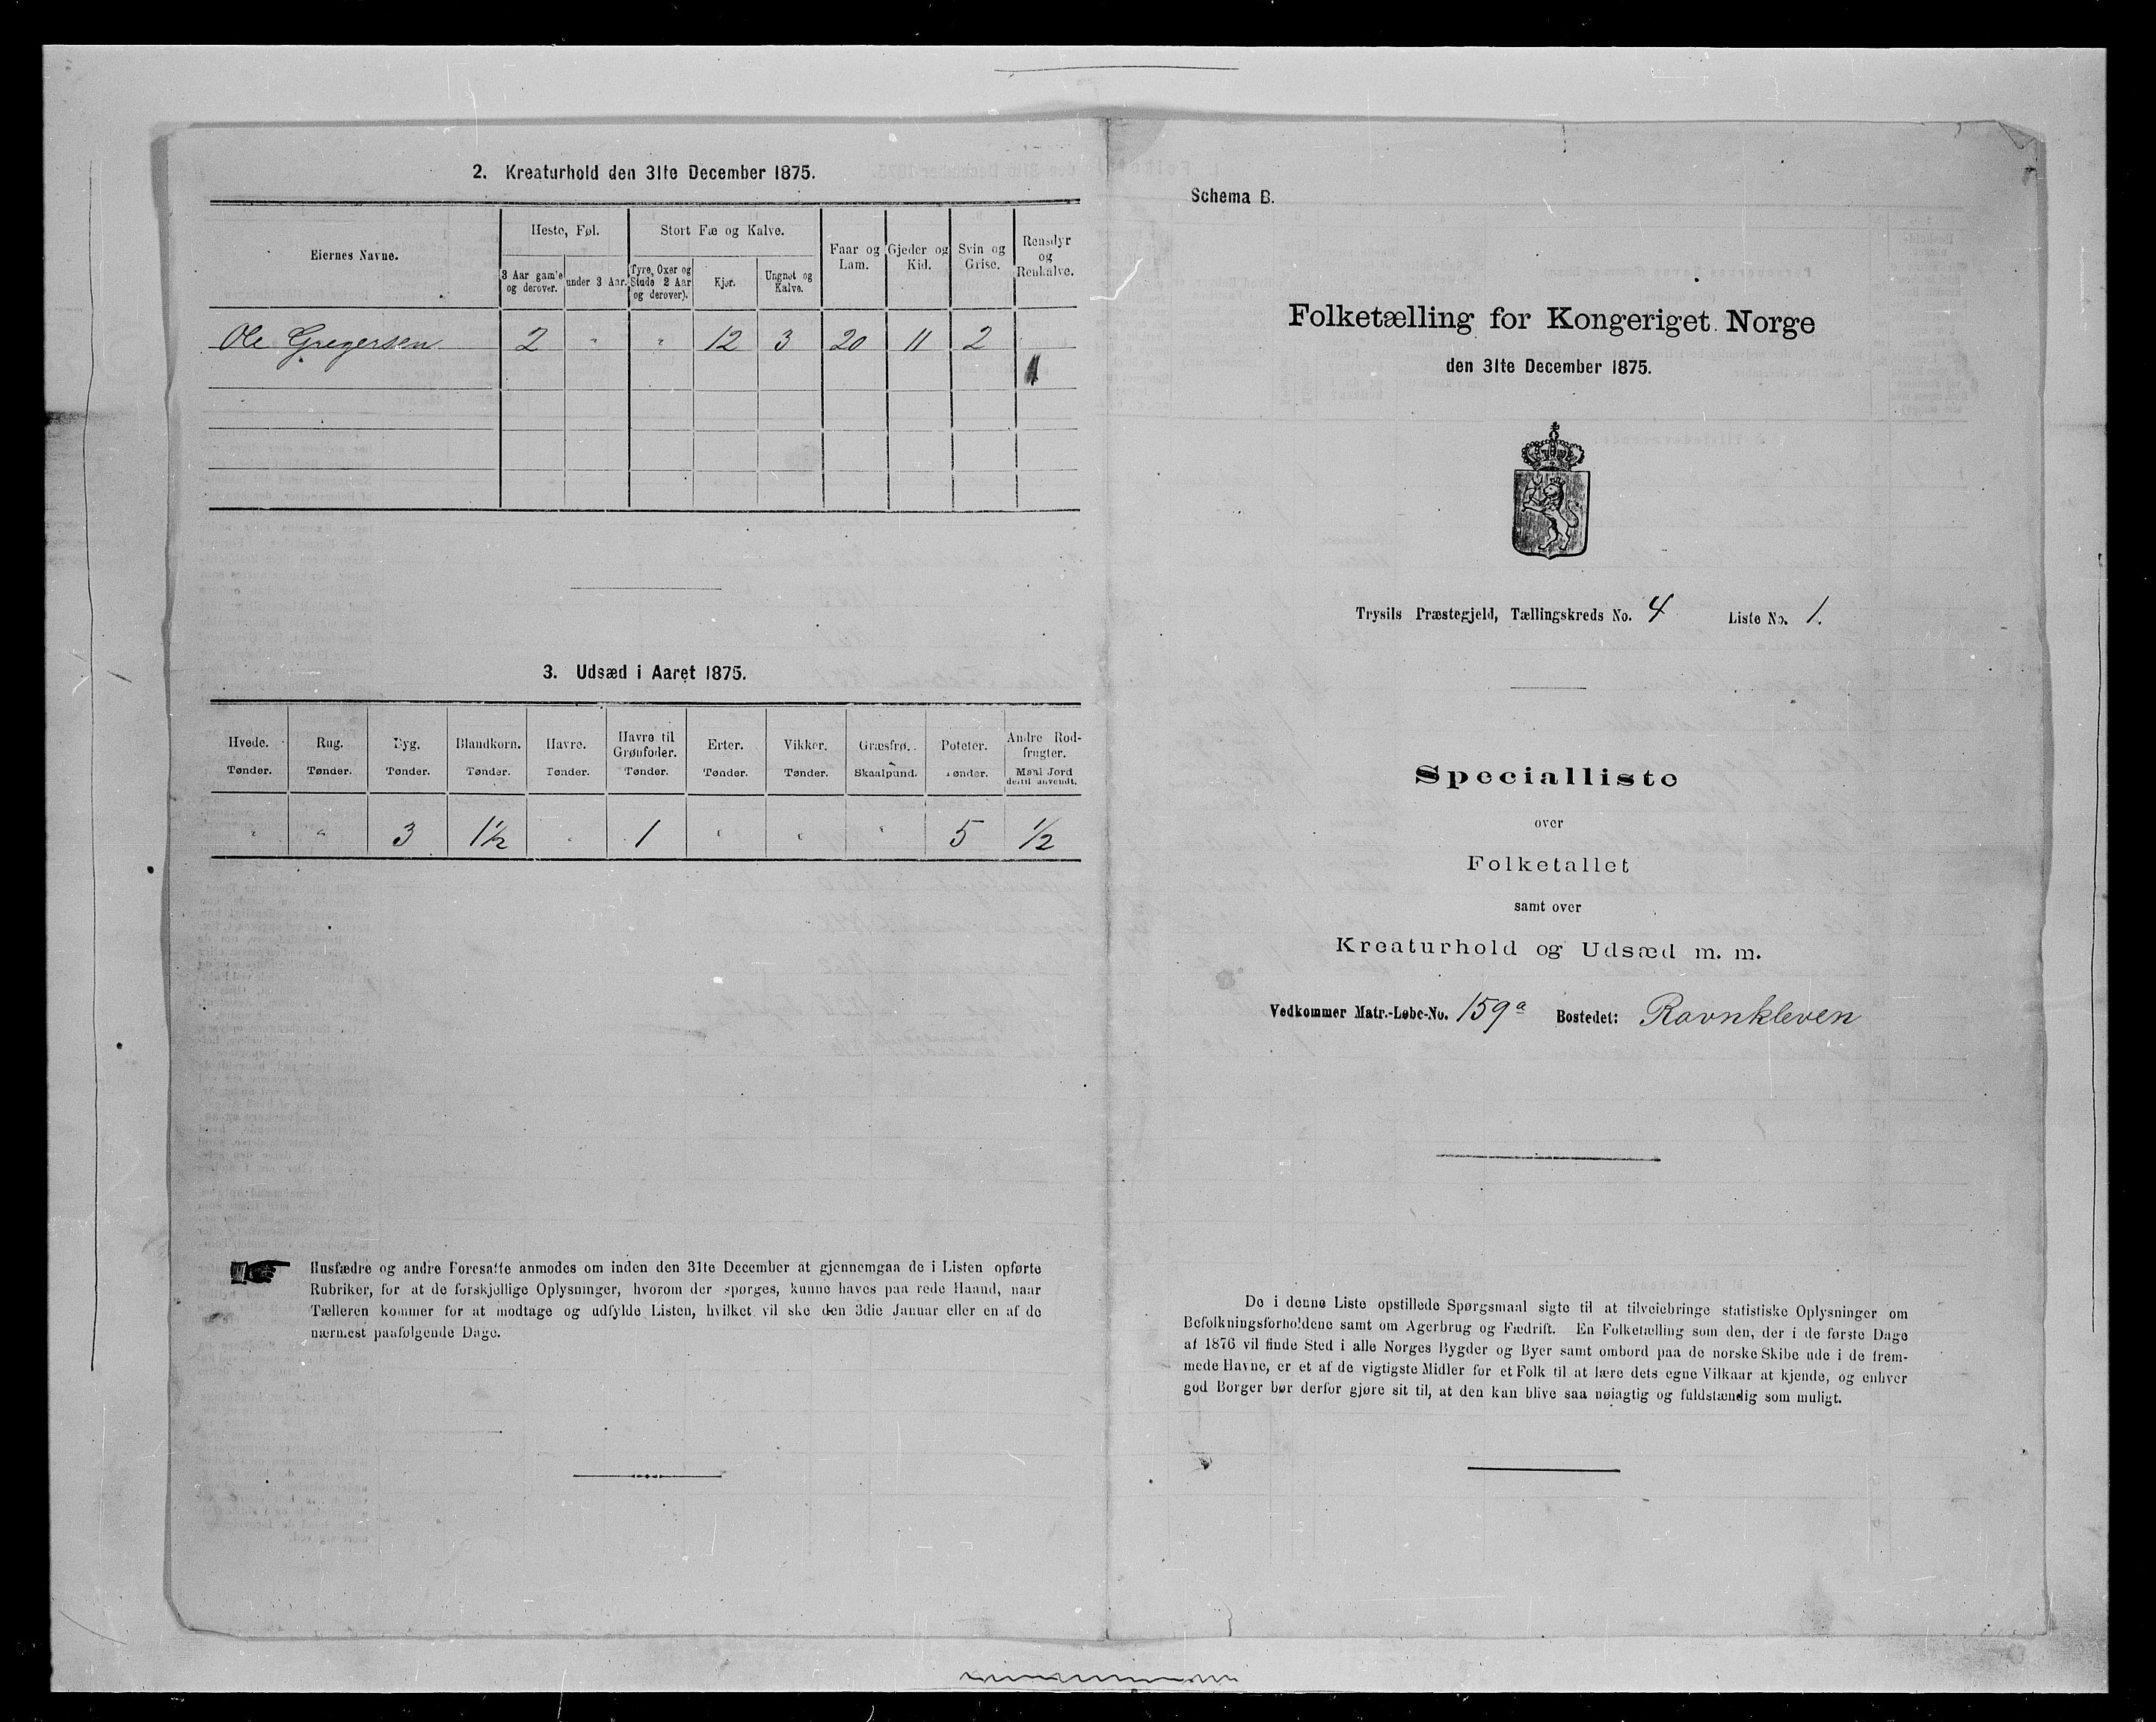 2. Kreaturhold den 31te December 1875.
Eiernes Navne.
Heste, Føl.
Stort Fæ og Kalve.
Faar og Lam.
Gjeder og Kid.
Svin og Grise.
Rensdyr og Renkalve.
3 Aar gam'e og derover.
under 3 Aar.
Tyre, Oxer og Stude 2 Aar og derover).
Kjør.
Ungnøt og Kalve.
Ole Gregersen 2 " " 12 3 20 11 2
3. Udsæd i Aaret 1875.
Hvede. Rug. Byg. Blandkorn. Havre. Havre til Grønfoder. Erter. Vikker. Græsfrø. Poteter. Andre Rodfrugter.
Tønder. Tønder. Tønder. Tønder. Tønder. Tønder. Tønder. Tønder. Skaalpund. Tønder. Maal Jord dertil anvendt.
" " 3 1½ " 1 " " " 5 ½
Husfædre og andre Foresatte anmodes om inden den 31te December at gjennemgaa de i Listen opførte
Rubriker, for at de forskjellige Oplysninger, hvorom der spørges, kunne haves paa rede Haand, naar
Tælleren kommer for at modtage og udfylde Listen, hvilket vil ske den 3die Januar eller en af de
nærmest paafølgende Dage.
Schema B.
Folketælling for Kongeriget Norge
den 31te December 1875.
Trysils Præstegjeld, Tællingskreds No. 4 Liste No. 1.
Specialliste
over
Folketallet
samt over
Kreaturhold og Udsæd m. m.
Vedkommer Matr.-Løbe-No. 159a Bostedet: Ravnkleven
De i denne Liste opstillede Spørgsmaal sigte til at tilveiebringe statistiske Oplysninger om
Befolkningsforholdene samt om Agerbrug og Fædrift. En Folketælling som den, der i de første Dage
af 1876 vil finde Sted i alle Norges Bygder og Byer samt ombord paa de norske Skibe ude i de frem-
mede Havne, er et af de vigtigste Midler for et Folk til at lære dets egne Vilkaar at kjende, og enhver
god Borger bør derfor gjøre sit til, at den kan blive saa nøiagtig og fuldstændig som muligt.